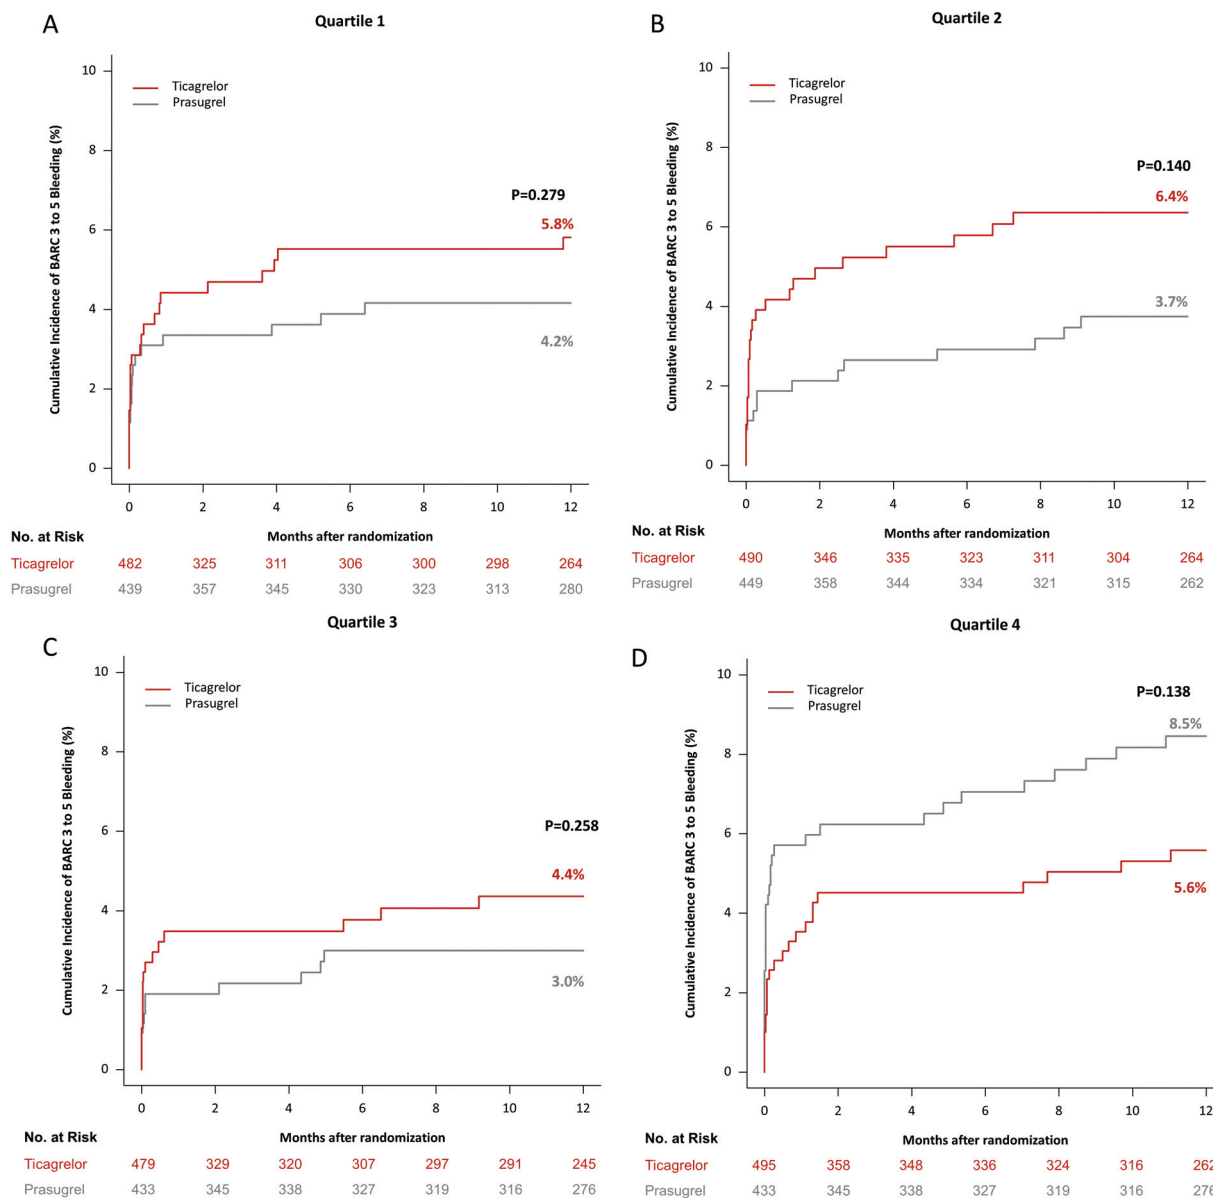 A
Quartile 1
10
8
6
4
2
0
Cumulative Incidence of BARC 3 to 5 Bleeding (%)
Ticagrelor
Prasugrel
P=0.279
5.8%
4.2%
0 2 4 6 8 10 12
No. at Risk Months after randomization
Ticagrelor 482 325 311 306 300 298 264
Prasugrel 439 357 345 330 323 313 280
B
Quartile 2
10
8
6
4
2
0
Cumulative Incidence of BARC 3 to 5 Bleeding (%)
Ticagrelor
Prasugrel
P=0.140
6.4%
3.7%
0 2 4 6 8 10 12
No. at Risk Months after randomization
Ticagrelor 490 346 335 323 311 304 264
Prasugrel 449 358 344 334 321 315 262
C
Quartile 3
10
8
6
4
2
0
Cumulative Incidence of BARC 3 to 5 Bleeding (%)
Ticagrelor
Prasugrel
P=0.258
4.4%
3.0%
0 2 4 6 8 10 12
No. at Risk Months after randomization
Ticagrelor 479 329 320 307 297 291 245
Prasugrel 433 345 338 327 319 316 276
D
Quartile 4
10
8
6
4
2
0
Cumulative Incidence of BARC 3 to 5 Bleeding (%)
Ticagrelor
Prasugrel
P=0.138
8.5%
5.6%
0 2 4 6 8 10 12
No. at Risk Months after randomization
Ticagrelor 495 358 348 336 324 316 262
Prasugrel 433 345 338 327 319 316 276